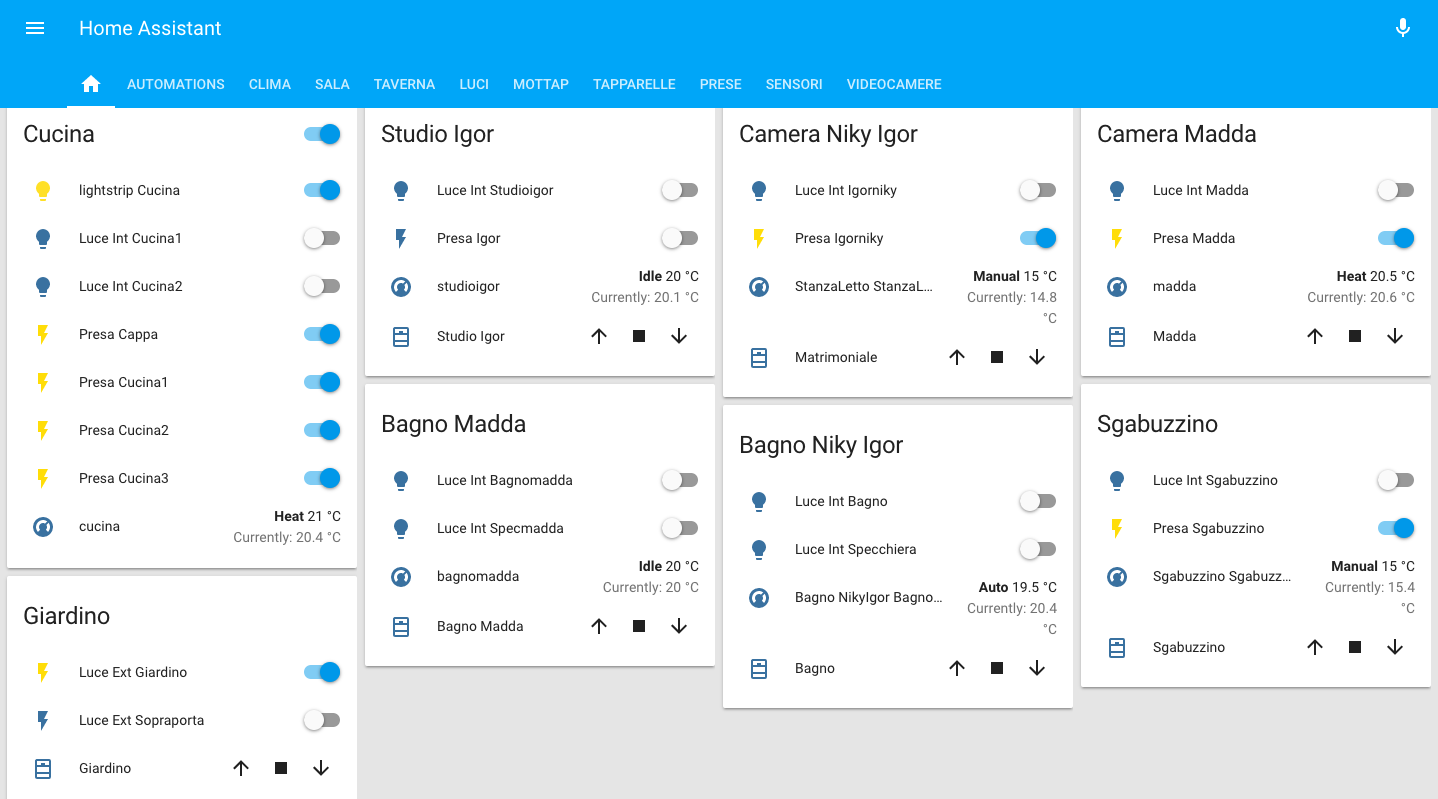 Home Assistant
AUTOMATIONS CLIMA SALA TAVERNA LUCI MOTTAP TAPPARELLE PRESE SENSORI VIDEOCAMERE
Cucina
lightstrip Cucina
Luce Int Cucina1
Luce Int Cucina2
Presa Cappa
Presa Cucina1
Presa Cucina2
Presa Cucina3
cucina
Heat 21 °C
Currently: 20.4 °C
Giardino
Luce Ext Giardino
Luce Ext Sopraporta
Giardino
Studio Igor
Luce Int Studioigor
Presa Igor
studioigor
Idle 20 °C
Currently: 20.1 °C
Studio Igor
Bagno Madda
Luce Int Bagnomadda
Luce Int Specmadda
bagnomadda
Idle 20 °C
Currently: 20 °C
Bagno Madda
Camera Niky Igor
Luce Int Igorniky
Presa Igorniky
StanzaLetto StanzaL...
Manual 15 °C
Currently: 14.8
°C
Matrimoniale
Bagno Niky Igor
Luce Int Bagno
Luce Int Specchiera
Bagno NikyIgor Bagno...
Auto 19.5 °C
Currently: 20.4
°C
Bagno
Camera Madda
Luce Int Madda
Presa Madda
madda
Heat 20.5 °C
Currently: 20.6 °C
Madda
Sgabuzzino
Luce Int Sgabuzzino
Presa Sgabuzzino
Sgabuzzino Sgabuzz...
Manual 15 °C
Currently: 15.4
°C
Sgabuzzino